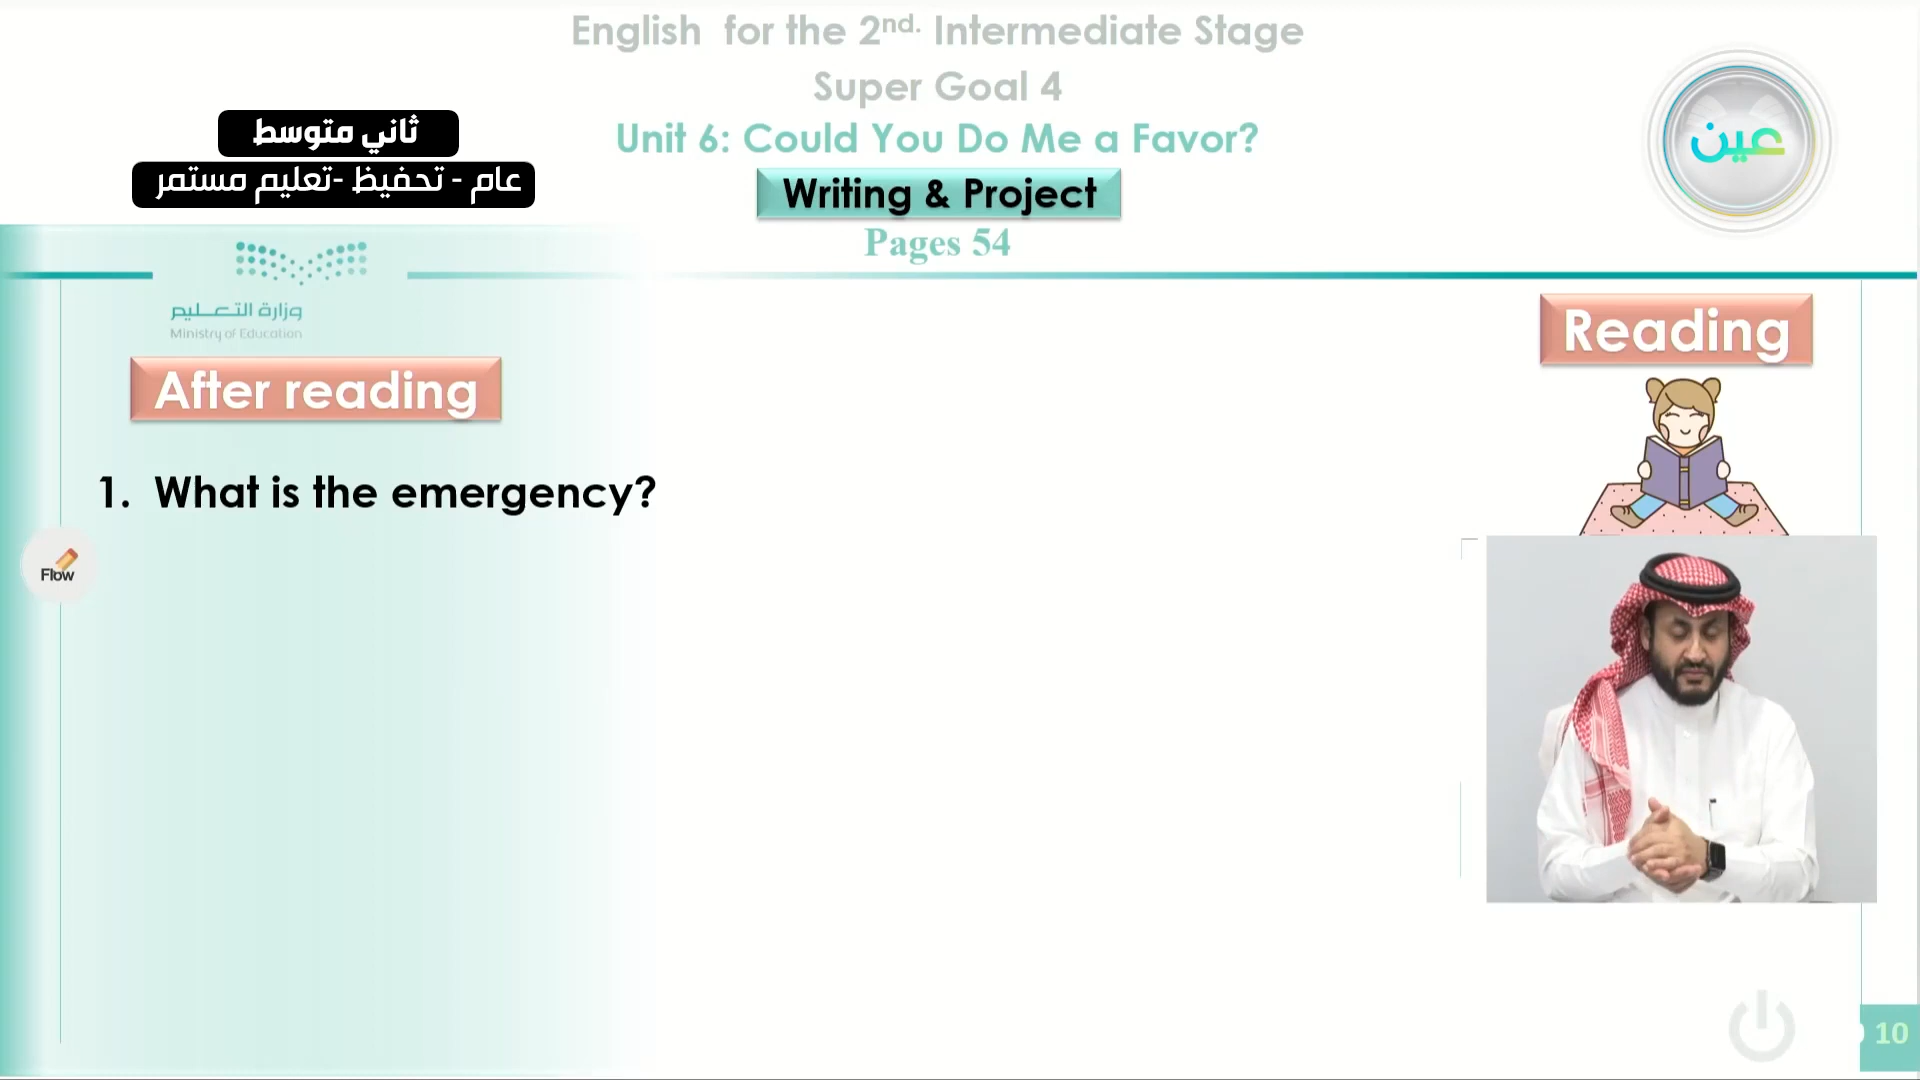 English for the 2nd. Intermediate Stage
Super Goal 4
Unit 6: Could You Do Me a Favor?
Writing & Project
Pages 54
ثاني متوسط
عام - تحفيظ -تعليم مستمر
عين
وزارة التعليم
Ministry of Education
Reading
After reading
1. What is the emergency?
Flow
10